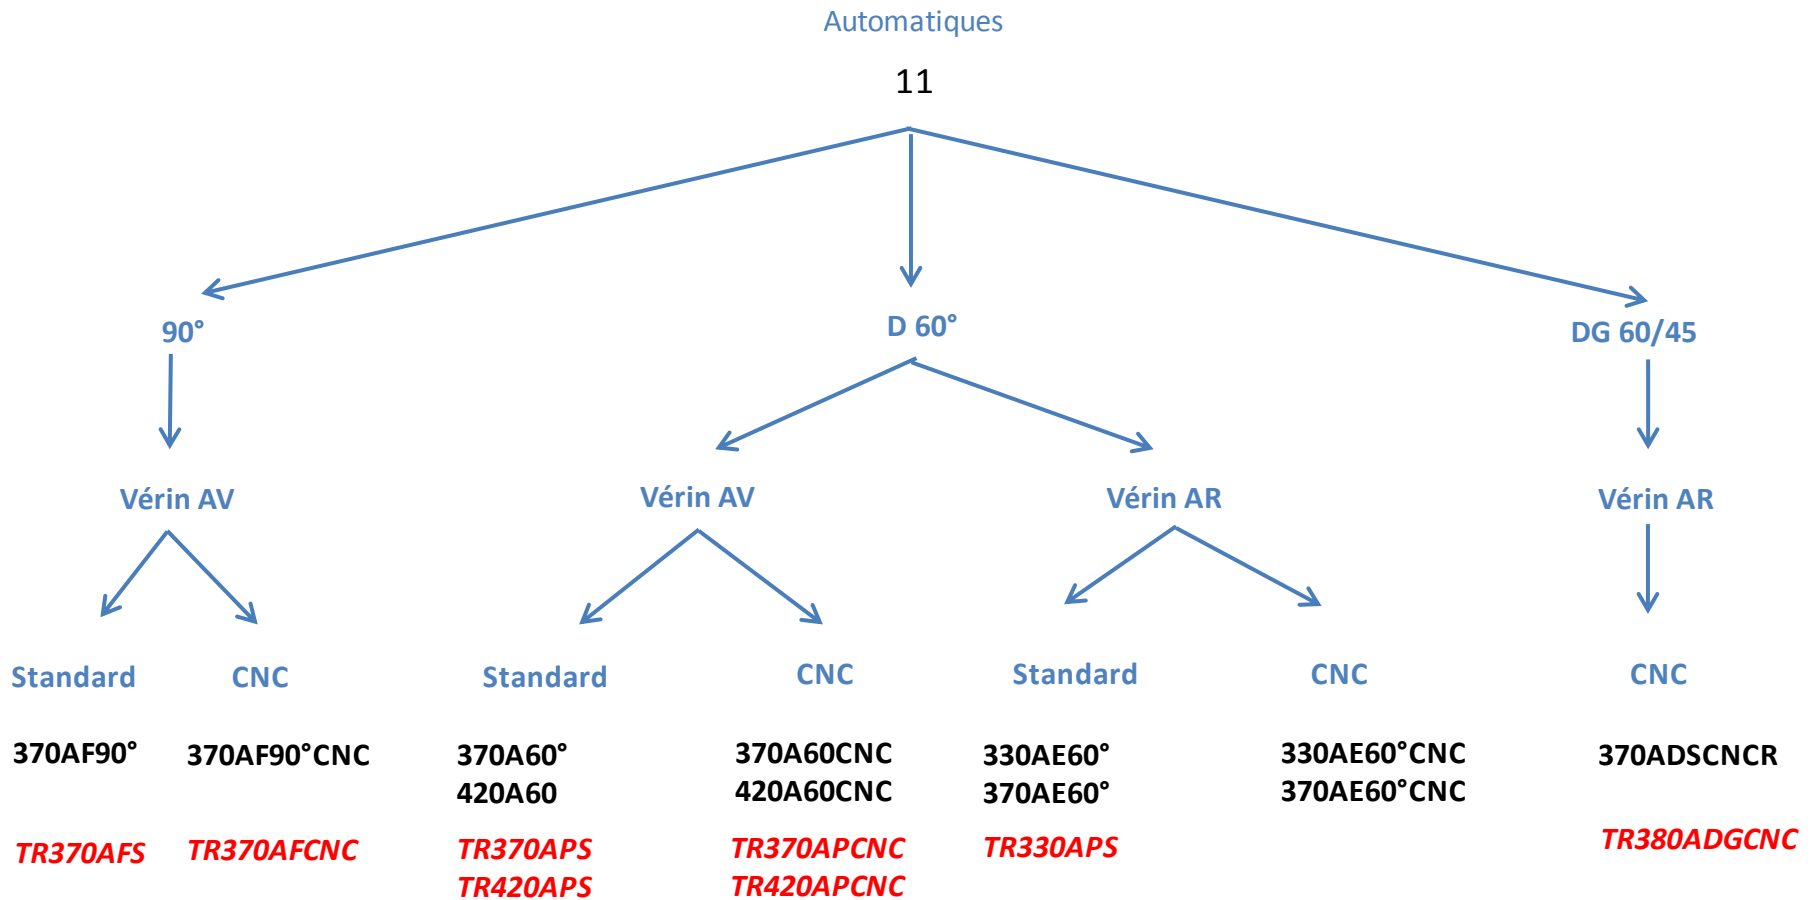 Automatiques
11
90°
D 60°
DG 60/45
Vérin AV
Vérin AV
Vérin AR
Vérin AR
Standard
CNC
Standard
CNC
Standard
CNC
CNC
370AF90°
370AF90°CNC
370A60°
420A60
370A60CNC
420A60CNC
330AE60°
370AE60°
330AE60°CNC
370AE60°CNC
370ADSCNCR
TR370AFS
TR370AFCNC
TR370APS
TR420APS
TR370APCNC
TR420APCNC
TR330APS
TR380ADGCNC